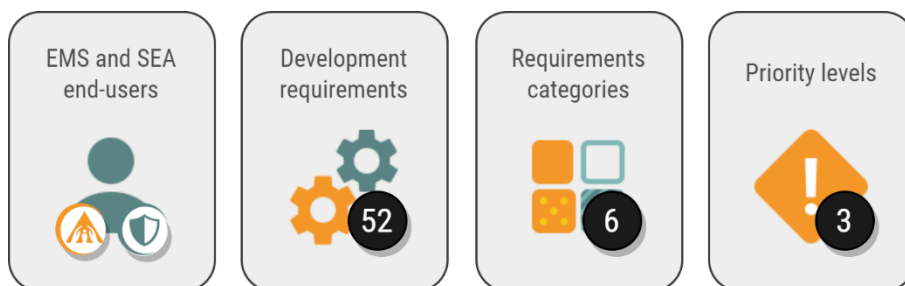 EMS and SEA
end-users
Development
requirements
52
Requirements
categories
6
Priority levels
!
3